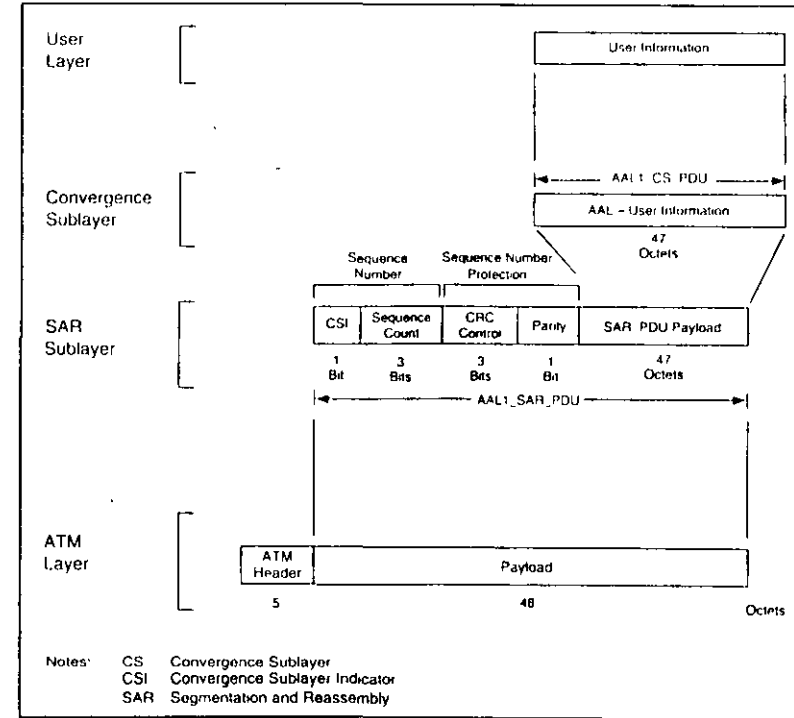 User
Layer
User Information
Convergence
Sublayer
AAL1_CS_PDU
AAL – User Information
47
Octets
Sequence
Number
Sequence Number
Protection
SAR
Sublayer
CSI
Sequence
Count
CRC
Control
Parity
SAR_PDU Payload
1
Bit
3
Bits
3
Bits
1
Bit
47
Octets
AAL1_SAR_PDU
ATM
Layer
ATM
Header
Payload
5
48
Octets
Notes: CS Convergence Sublayer
CSI Convergence Sublayer Indicator
SAR Segmentation and Reassembly